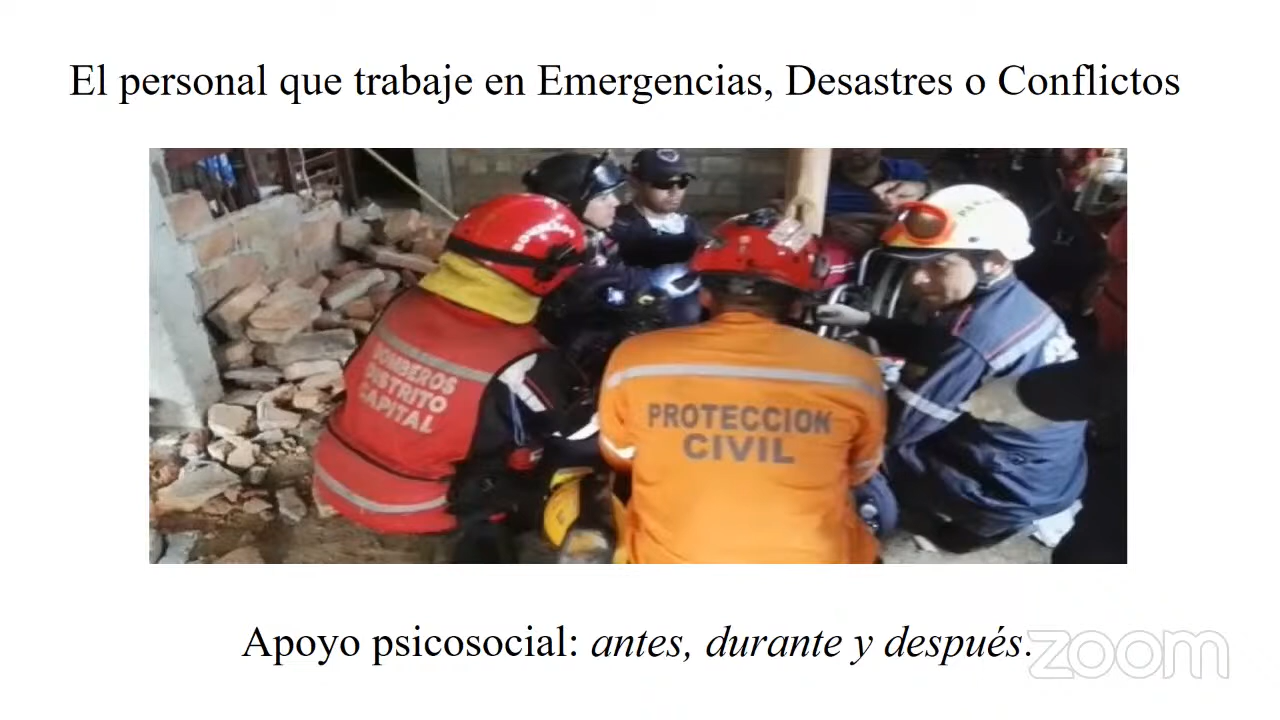 El personal que trabaje en Emergencias, Desastres o Conflictos
BOMBEROS
BOMBEROS
DISTRITO
CAPITAL
PROTECCION
CIVIL
Apoyo psicosocial: antes, durante y después.
zoom